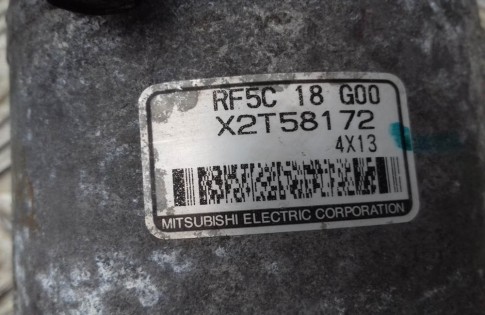 RF5C 18 G00
X2T58172
4X13
MITSUBISHI ELECTRIC CORPORATION